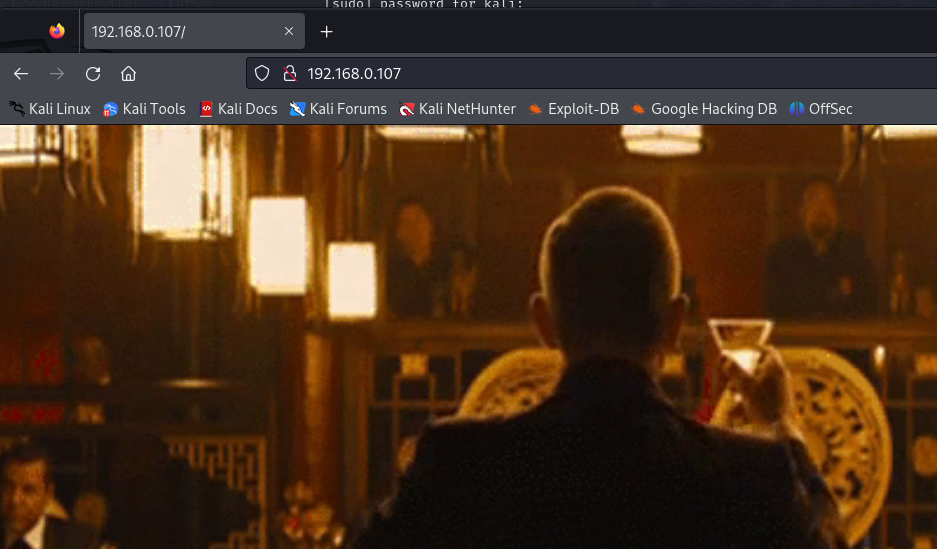 [sudo] password for kali:
192.168.0.107/
192.168.0.107
Kali Linux Kali Tools Kali Docs Kali Forums Kali NetHunter Exploit-DB Google Hacking DB OffSec